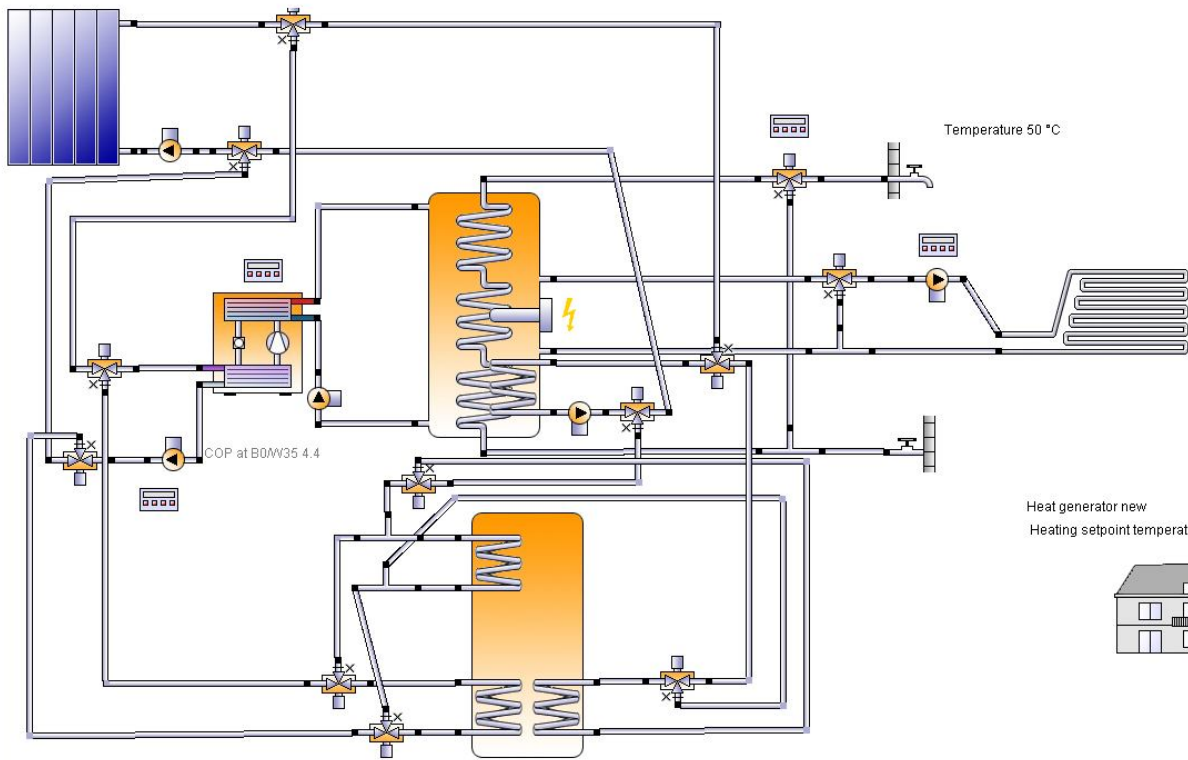 Temperature 50 °C
COP at B0/W35 4.4
Heat generator new
Heating setpoint temperat